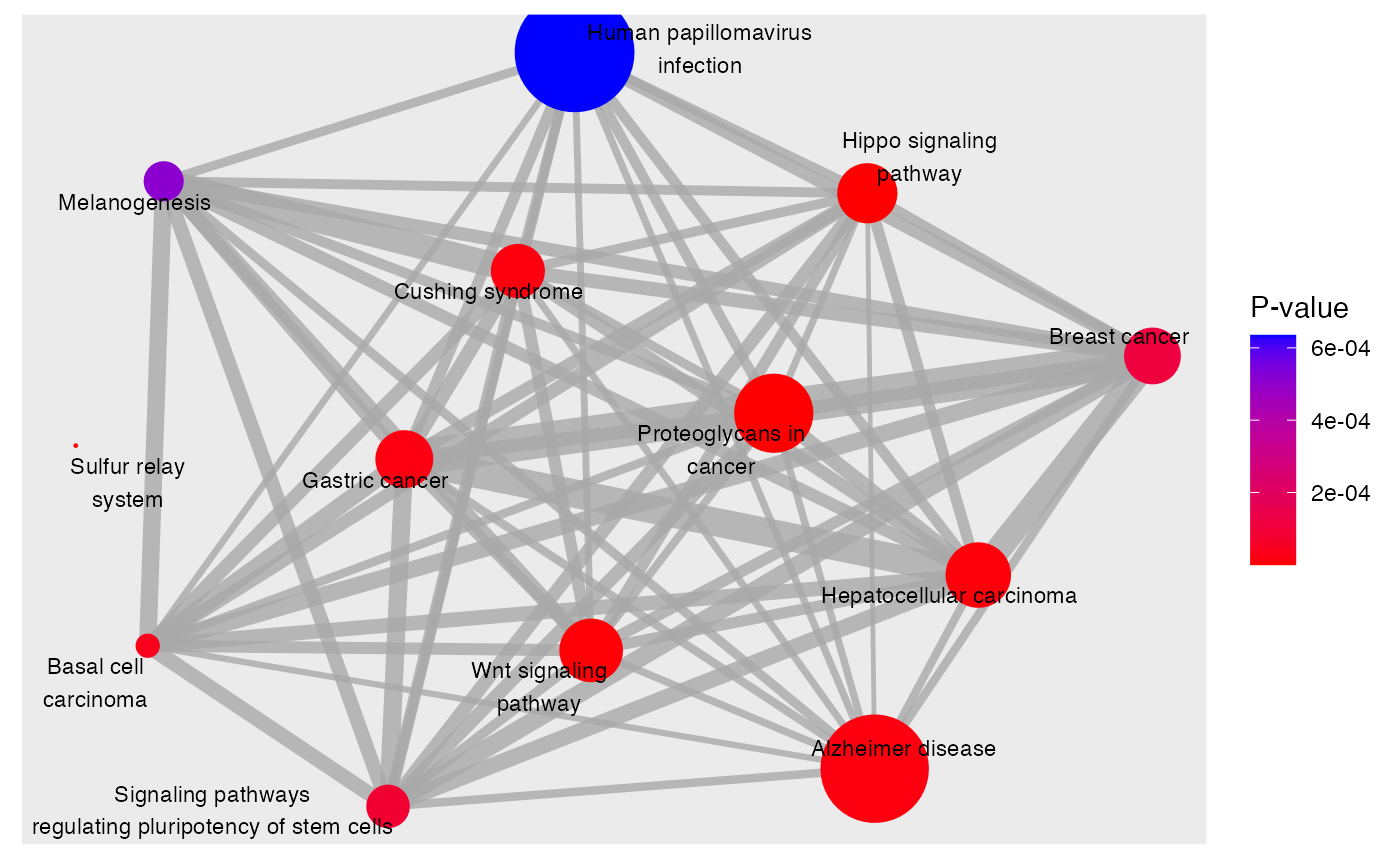 Human papillomavirus
infection
Hippo signaling
pathway
Melanogenesis
Cushing syndrome
P-value
Breast cancer
6e-04
4e-04
2e-04
Proteoglycans in
cancer
Sulfur relay
system
Gastric cancer
Hepatocellular carcinoma
Basal cell
carcinoma
Wnt signaling
pathway
Alzheimer disease
Signaling pathways
regulating pluripotency of stem cells